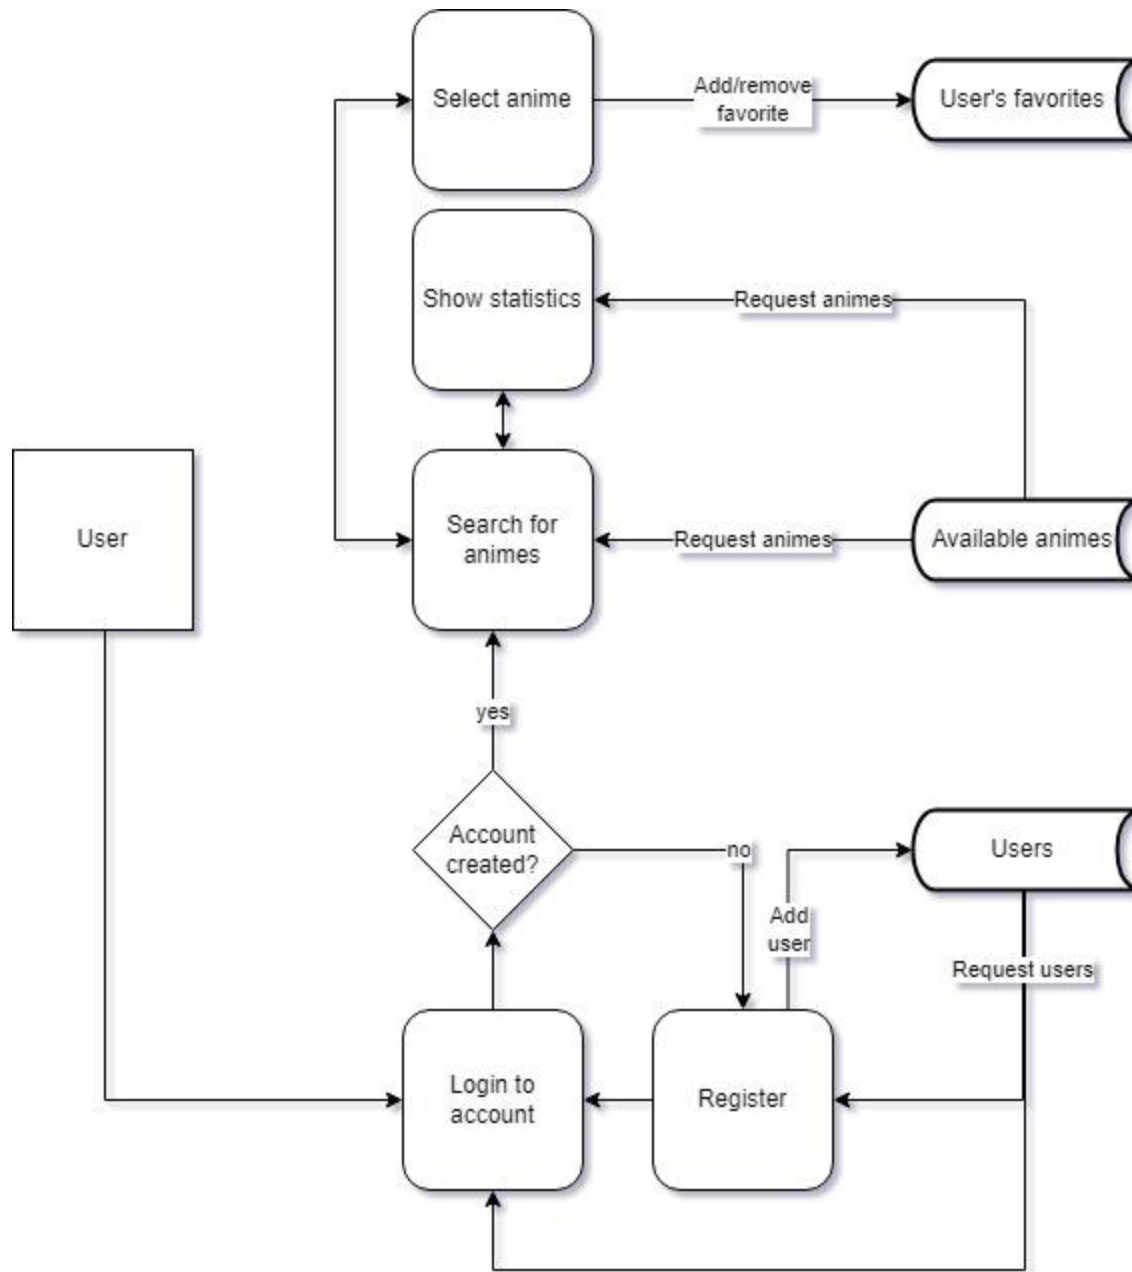 Select anime
Add/remove
favorite
User's favorites
Show statistics
Request animes
User
Search for
animes
Request animes
Available animes
yes
Account
created?
no
Users
Add
user
Request users
Login to
account
Register